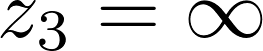 z₃ = ∞